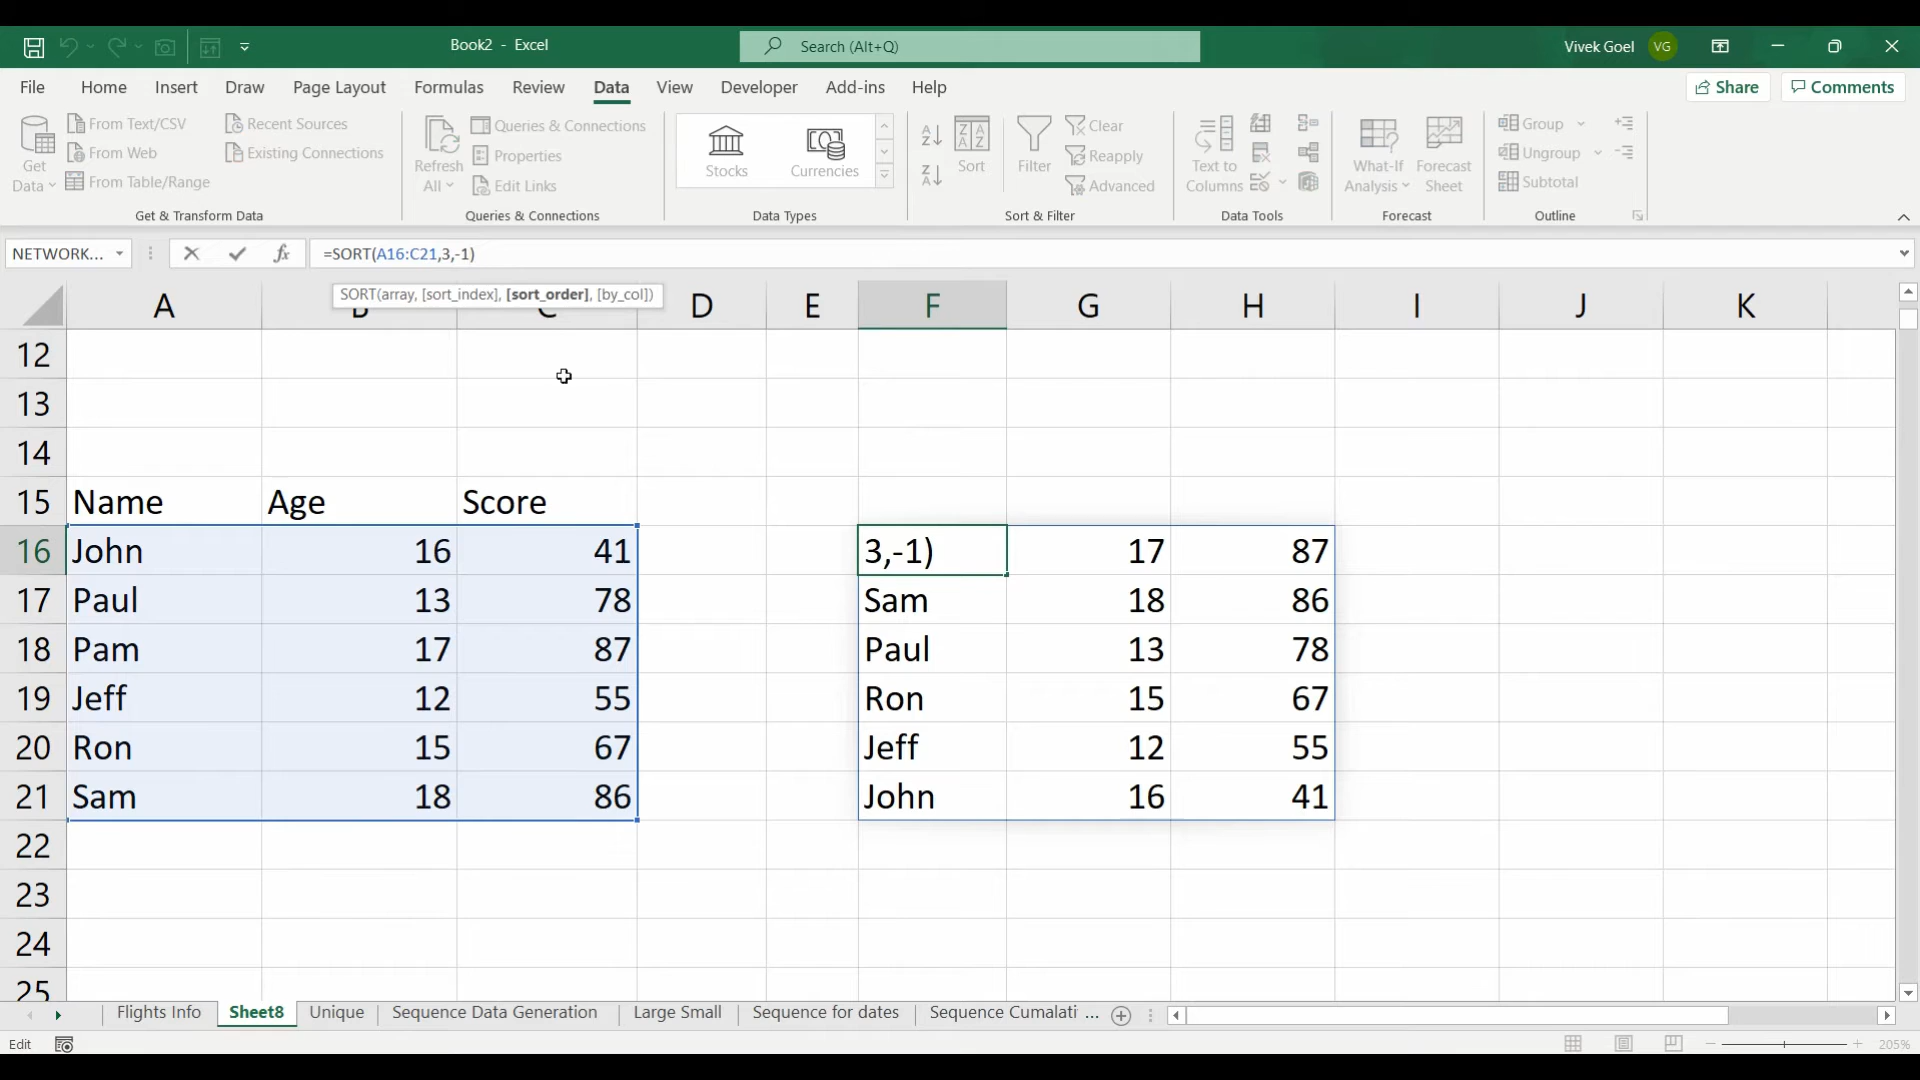 Book2 - Excel
Search (Alt+Q)
Vivek Goel VG
File Home Insert Draw Page Layout Formulas Review Data View Developer Add-ins Help
Share Comments
Get Data
From Text/CSV
From Web
From Table/Range
Recent Sources
Existing Connections
Get & Transform Data
Refresh All
Queries & Connections
Properties
Edit Links
Queries & Connections
Stocks
Currencies
Data Types
Sort
Filter
Clear
Reapply
Advanced
Sort & Filter
Text to Columns
Data Tools
What-If Analysis
Forecast Sheet
Forecast
Group
Ungroup
Subtotal
Outline
NETWORK... fx =SORT(A16:C21,3,-1)
SORT(array, [sort_index], [sort_order], [by_col])
A B C D E F G H I J K
12
13
14
15 Name Age Score
16 John 16 41 3,-1) 17 87
17 Paul 13 78 Sam 18 86
18 Pam 17 87 Paul 13 78
19 Jeff 12 55 Ron 15 67
20 Ron 15 67 Jeff 12 55
21 Sam 18 86 John 16 41
22
23
24
25
Flights Info Sheet8 Unique Sequence Data Generation Large Small Sequence for dates Sequence Cumalati ...
Edit 205%